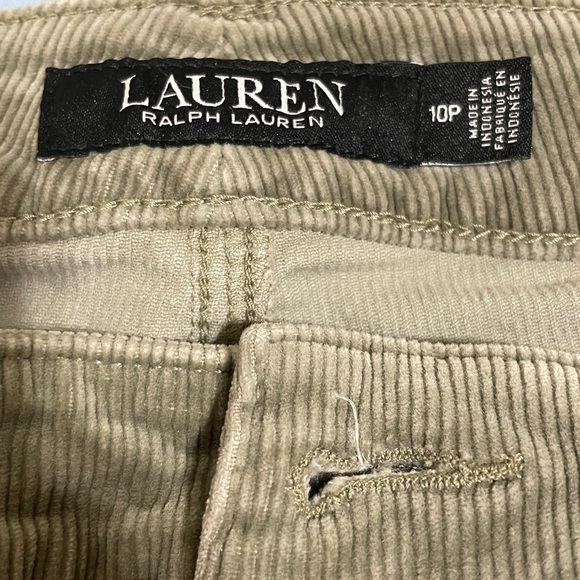 LAUREN
RALPH LAUREN
10P
MADE IN
INDONESIA
FABRIQUÉ EN
INDONÉSIE